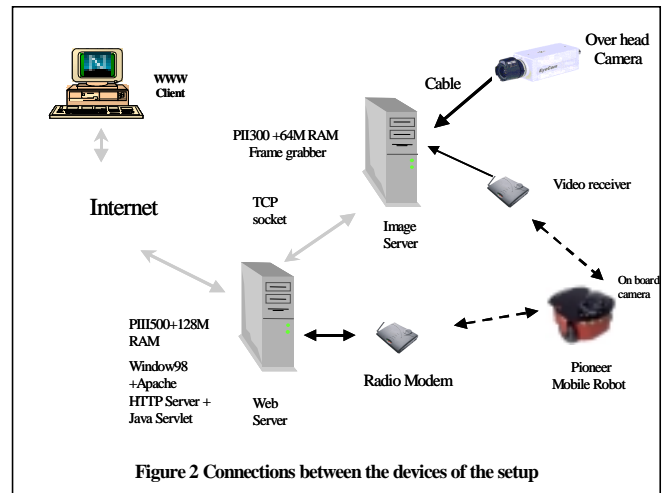 Over head
Camera
WWW
Client
Cable
PII300 +64M RAM
Frame grabber
Video receiver
Internet
TCP
socket
Image
Server
On board
camera
PIII500+128M
RAM
Window98
+Apache
HTTP Server +
Java Servlet
Web
Server
Radio Modem
Pioneer
Mobile Robot
Figure 2 Connections between the devices of the setup